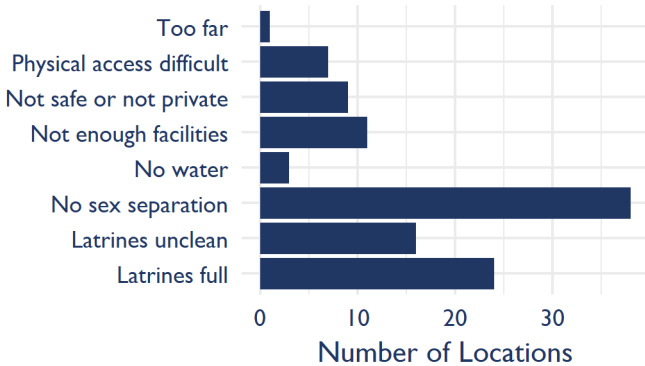 Too far
Physical access difficult
Not safe or not private
Not enough facilities
No water
No sex separation
Latrines unclean
Latrines full
0 10 20 30
Number of Locations